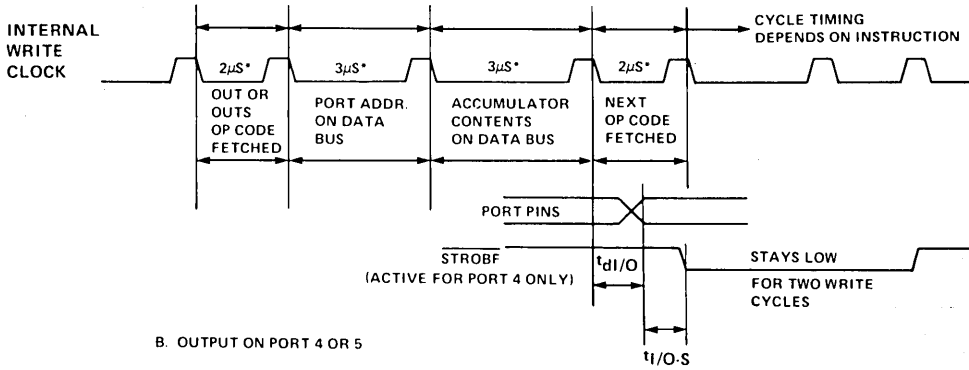 INTERNAL
WRITE
CLOCK
CYCLE TIMING
DEPENDS ON INSTRUCTION
2μS*
3μS*
3μS*
2μS*
OUT OR
OUTS
OP CODE
FETCHED
PORT ADDR.
ON DATA
BUS
ACCUMULATOR
CONTENTS
ON DATA BUS
NEXT
OP CODE
FETCHED
PORT PINS
STROBF
(ACTIVE FOR PORT 4 ONLY)
tdI/O
STAYS LOW
FOR TWO WRITE
CYCLES
B. OUTPUT ON PORT 4 OR 5
tI/O-S